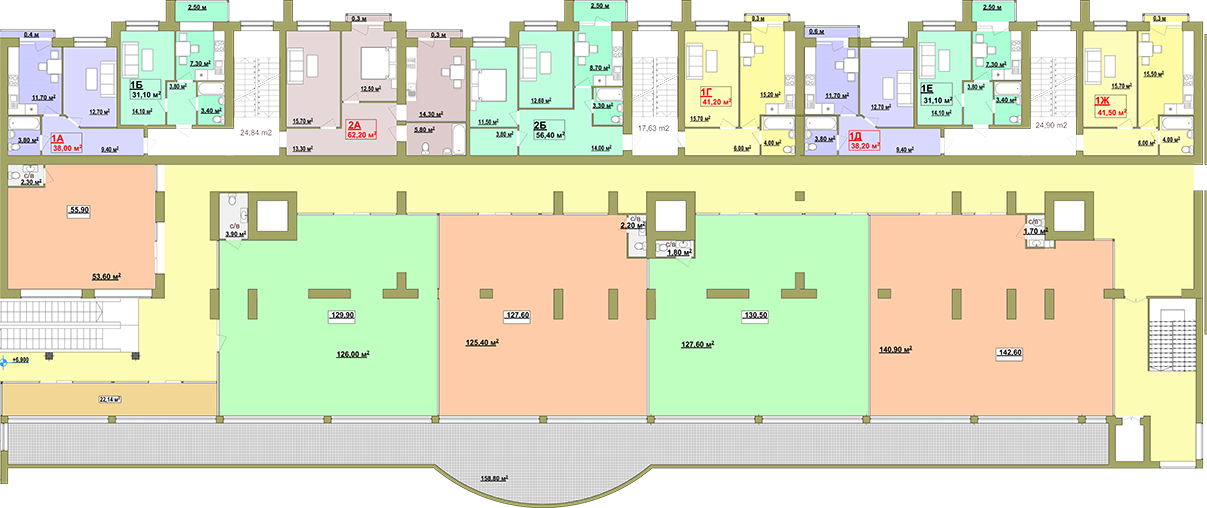 2.50 м
0.3 м
0.3 м
2.50 м
0.3 м
2.50 м
0.3 м
0.4 м
0.6 м
11.70 м²
12.70 м²
3.80 м²
1А
38,00 м²
9.40 м²
1Б
31,10 м²
14.10 м²
7.30 м²
3.80 м²
3.40 м²
24,84 m2
15.70 м²
12.50 м²
13.30 м²
2А
62,20 м²
14.30 м²
5.80 м²
11.50 м²
12.60 м²
8.70 м²
3.30 м²
3.80 м²
2Б
56,40 м²
14.00 м²
17,63 m2
1Г
41,20 м²
15.70 м²
15.20 м²
6.00 м²
4.00 м²
11.70 м²
12.70 м²
3.80 м²
1Д
38,20 м²
9.40 м²
1Е
31,10 м²
14.10 м²
7.30 м²
3.80 м²
3.40 м²
24,90 m2
15.70 м²
15.50 м²
1Ж
41,50 м²
6.00 м²
4.00 м²
с/в
2.30 м²
55.90
53.60 м²
с/в
3.90 м²
129.90
126.00 м²
с/в
2.20 м²
127.60
125.40 м²
с/в
1.80 м²
130.50
127.60 м²
с/в
1.70 м²
140.90 м²
142.60
+6,900
22,14 м²
158.80 м²